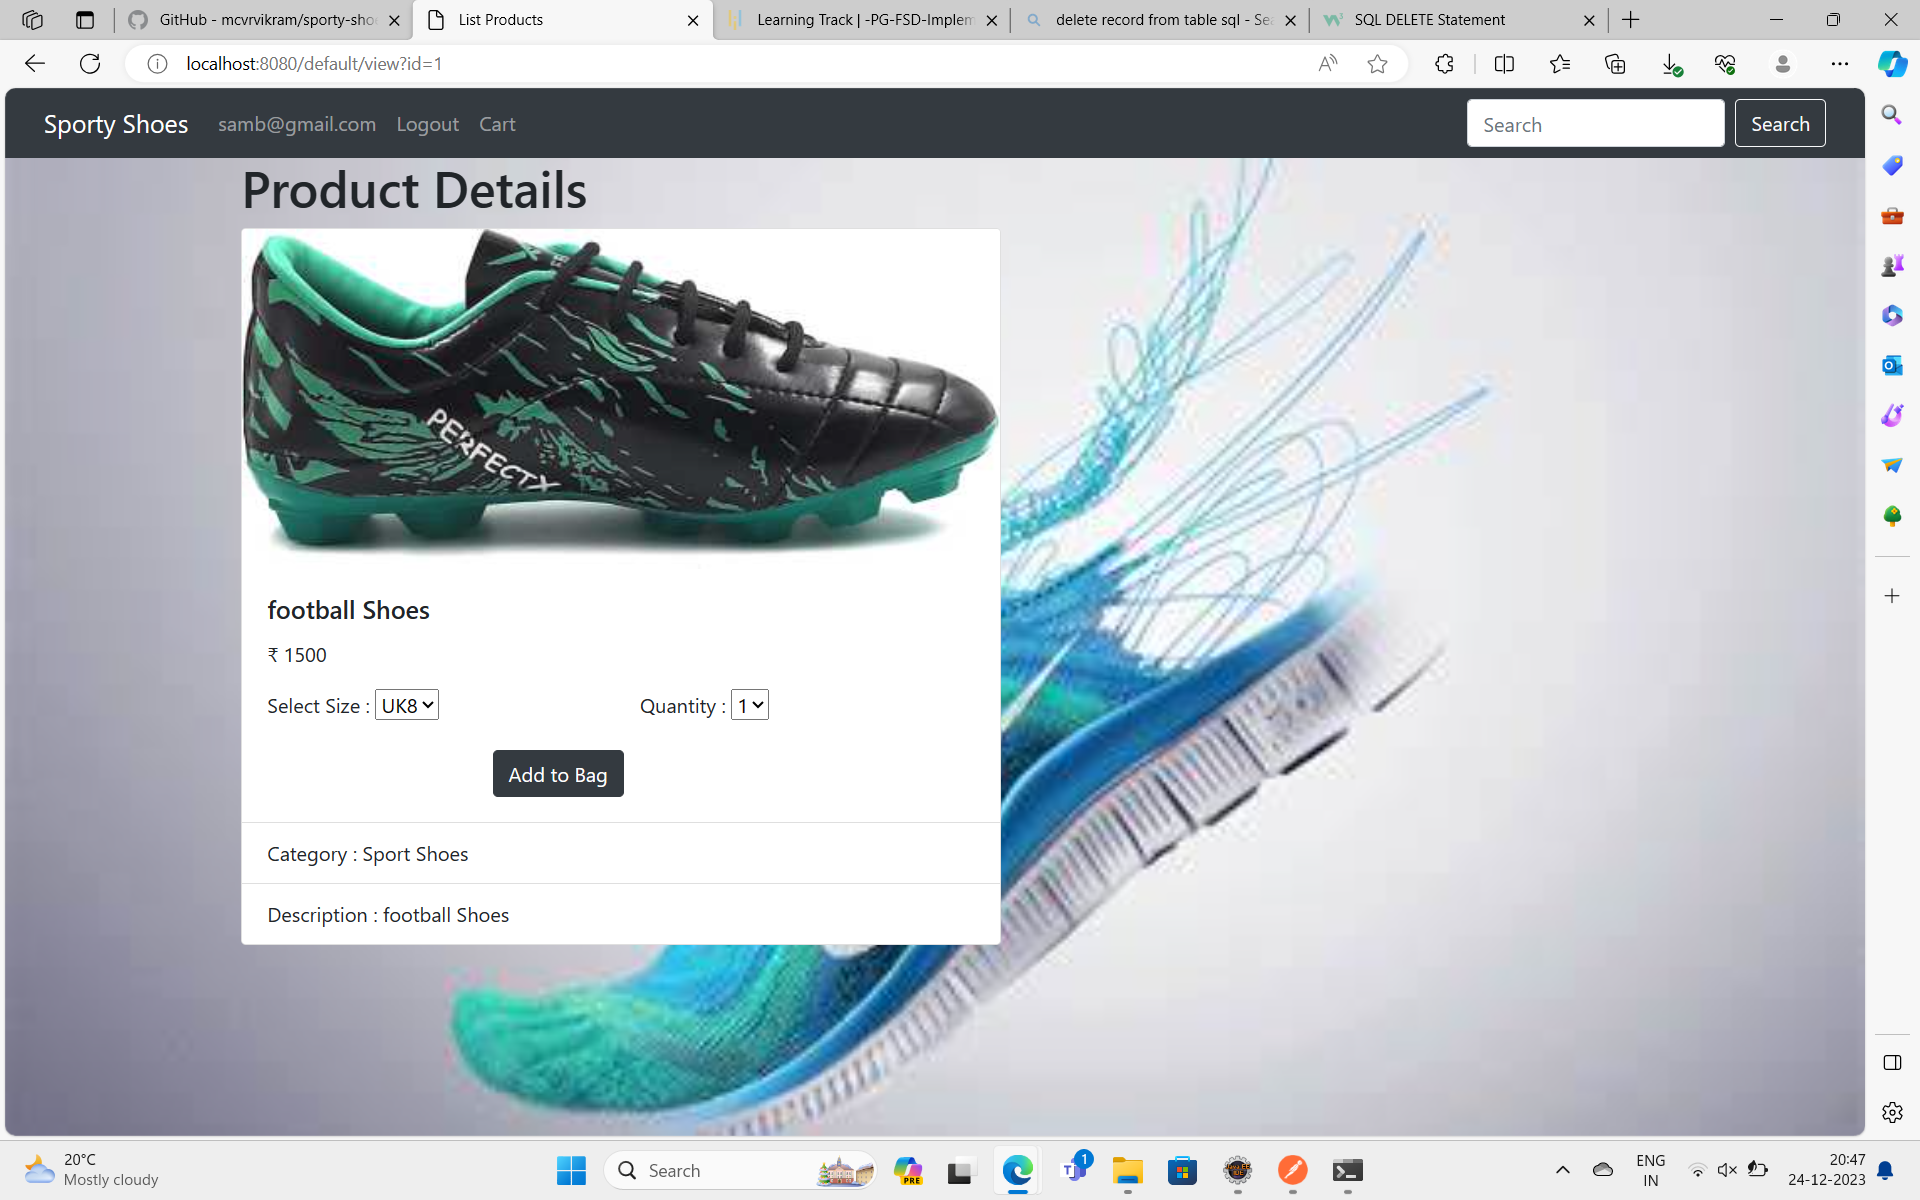 GitHub - mcvrvikram/sporty-sho
List Products
Learning Track | -PG-FSD-Implem
delete record from table sql - Sea
SQL DELETE Statement
localhost:8080/default/view?id=1
Sporty Shoes samb@gmail.com Logout Cart Search Search
Product Details
PERFECTX
football Shoes
₹ 1500
Select Size : UK8 Quantity : 1
Add to Bag
Category : Sport Shoes
Description : football Shoes
20°C
Mostly cloudy
Search
PRE
1
ENG
IN
20:47
24-12-2023